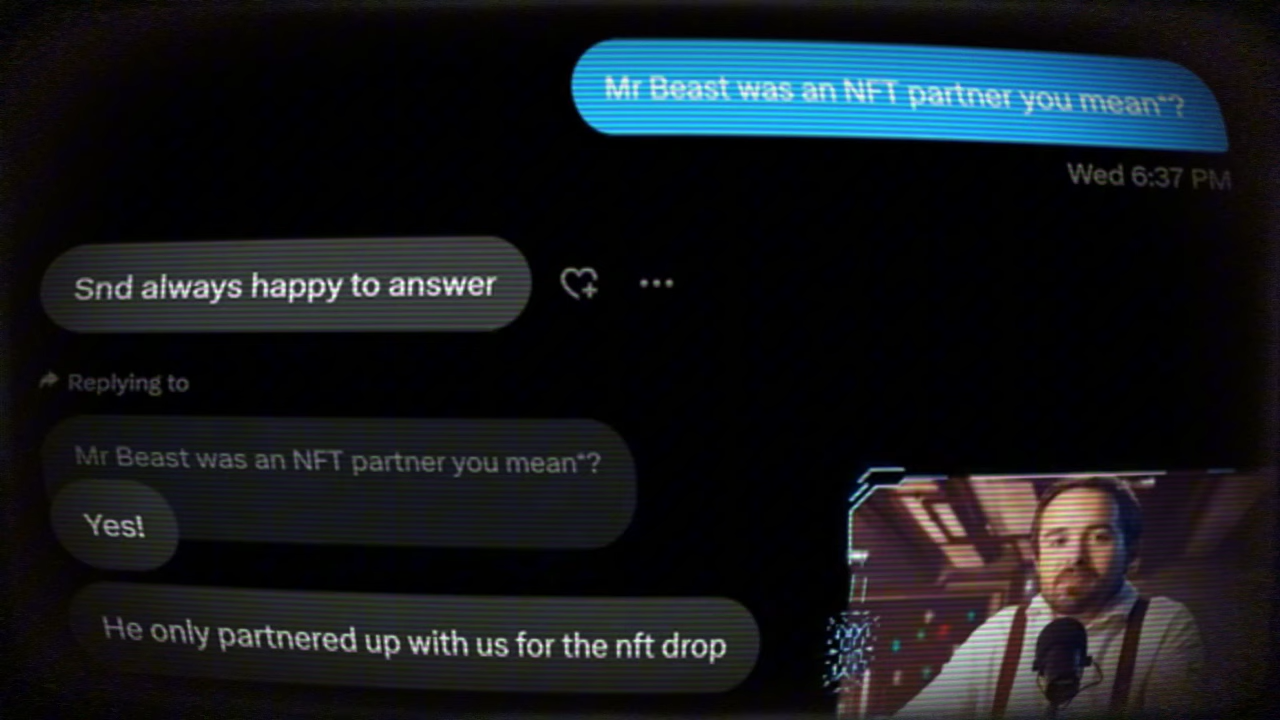 Mr Beast was an NFT partner you mean*?
Wed 6:37 PM
Snd always happy to answer
Replying to
Mr Beast was an NFT partner you mean*?
Yes!
He only partnered up with us for the nft drop